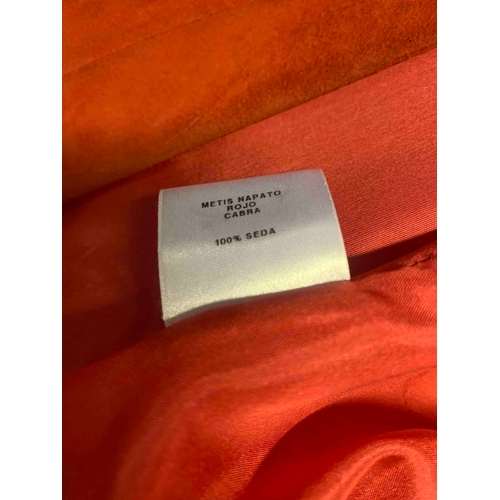 METIS NAPATO
ROJO
CABRA
100% SEDA